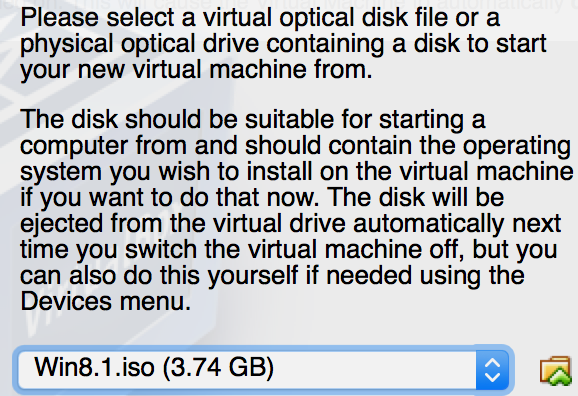 Please select a virtual optical disk file or a
physical optical drive containing a disk to start
your new virtual machine from.
The disk should be suitable for starting a
computer from and should contain the operating
system you wish to install on the virtual machine
if you want to do that now. The disk will be
ejected from the virtual drive automatically next
time you switch the virtual machine off, but you
can also do this yourself if needed using the
Devices menu.
Win8.1.iso (3.74 GB)